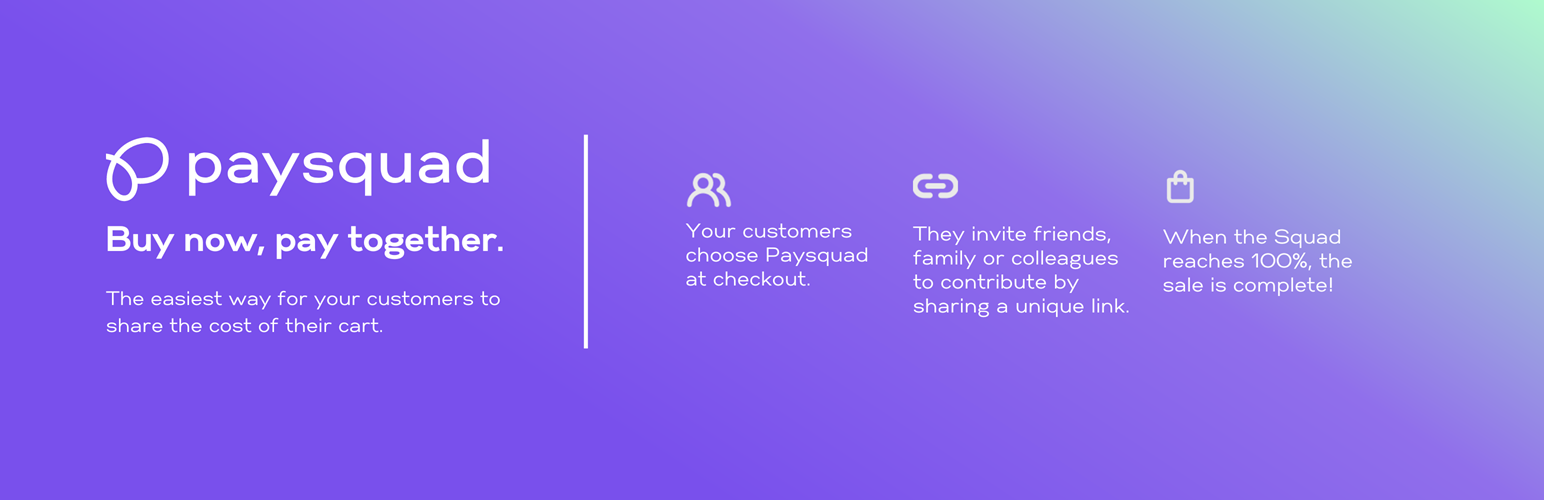 paysquad
Buy now, pay together.
The easiest way for your customers to
share the cost of their cart.
Your customers
choose Paysquad
at checkout.
They invite friends,
family or colleagues
to contribute by
sharing a unique link.
When the Squad
reaches 100%, the
sale is complete!